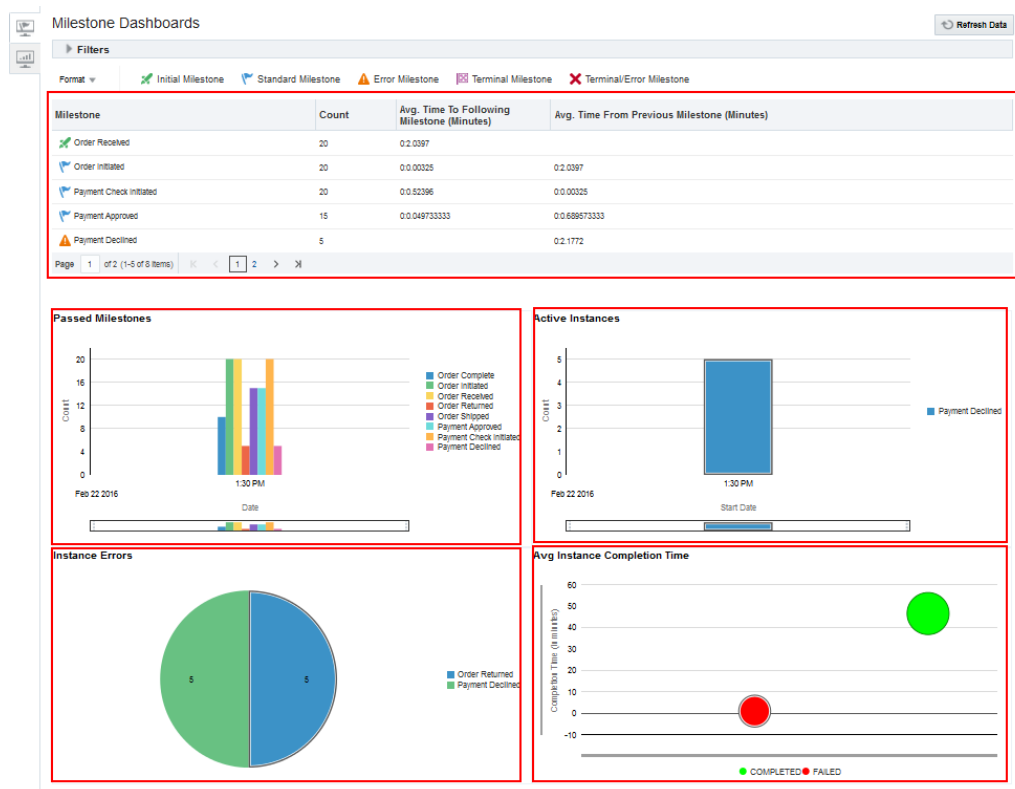 Milestone Dashboards
Refresh Data
Filters
Format
Initial Milestone
Standard Milestone
Error Milestone
Terminal Milestone
Terminal/Error Milestone
Milestone Count Avg. Time To Following Milestone (Minutes) Avg. Time From Previous Milestone (Minutes)
Order Received 20 0:2.0397
Order Initiated 20 0:0.00325 0:2.0397
Payment Check Initiated 20 0:0.52396 0:0.00325
Payment Approved 15 0:0.049733333 0:0.689573333
Payment Declined 5 0:2.1772
Page 1 of 2 (1-5 of 8 items) 1 2
Passed Milestones
20
16
12
8
4
0
Count
1:30 PM
Feb 22 2016
Date
Order Complete
Order Initiated
Order Received
Order Returned
Order Shipped
Payment Approved
Payment Check Initiated
Payment Declined
Active Instances
5
4
3
2
1
0
Count
1:30 PM
Feb 22 2016
Start Date
Payment Declined
Instance Errors
5
5
Order Returned
Payment Declined
Avg Instance Completion Time
60
50
40
30
20
10
0
-10
Completion Time (in minutes)
COMPLETED
FAILED